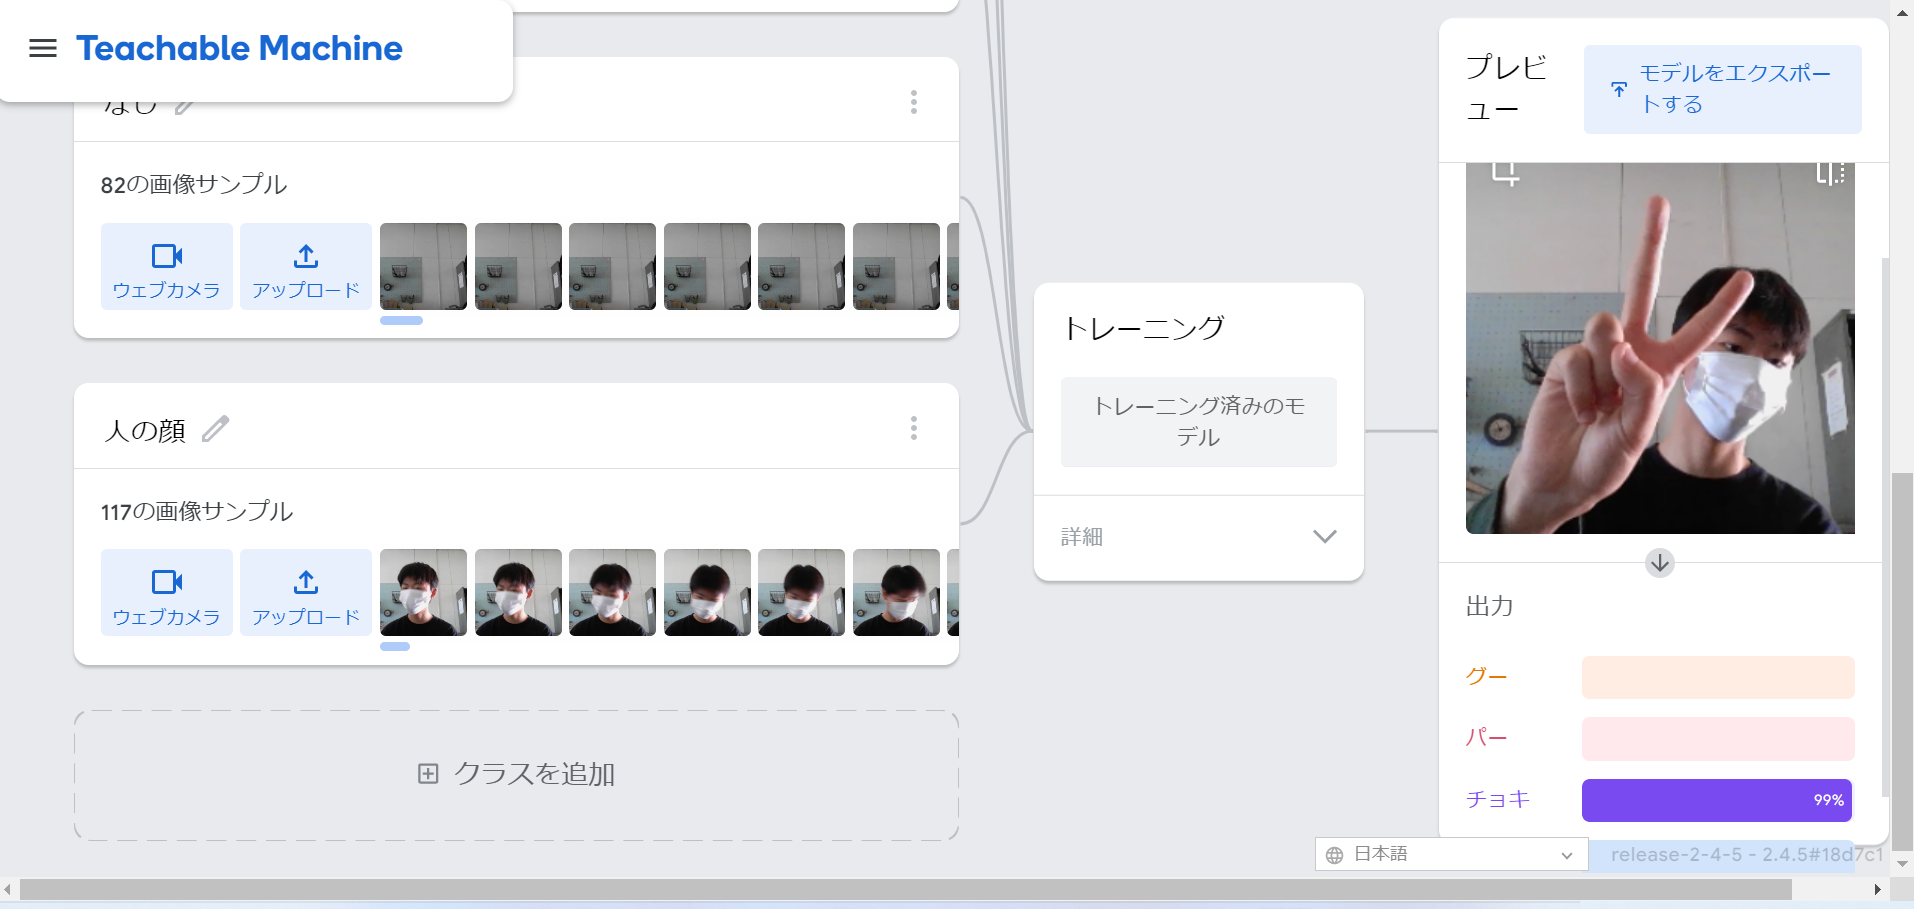 Teachable Machine
なし
82の画像サンプル
ウェブカメラ
アップロード
人の顔
117の画像サンプル
ウェブカメラ
アップロード
クラスを追加
トレーニング
トレーニング済みのモ
デル
詳細
プレビ
ュー
モデルをエクスポー
トする
出力
グー
パー
チョキ
99%
日本語
release-2-4-5 - 2.4.5#18d7c1